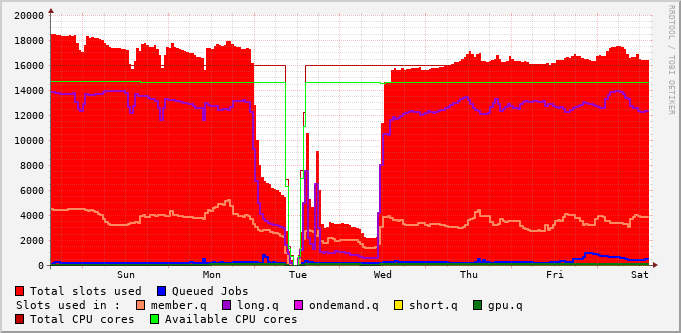 20000
18000
16000
14000
12000
10000
8000
6000
4000
2000
0
Sun Mon Tue Wed Thu Fri Sat
RRDTOOL / TOBI OETIKER
Total slots used Queued Jobs
Slots used in : member.q long.q ondemand.q short.q gpu.q
Total CPU cores Available CPU cores